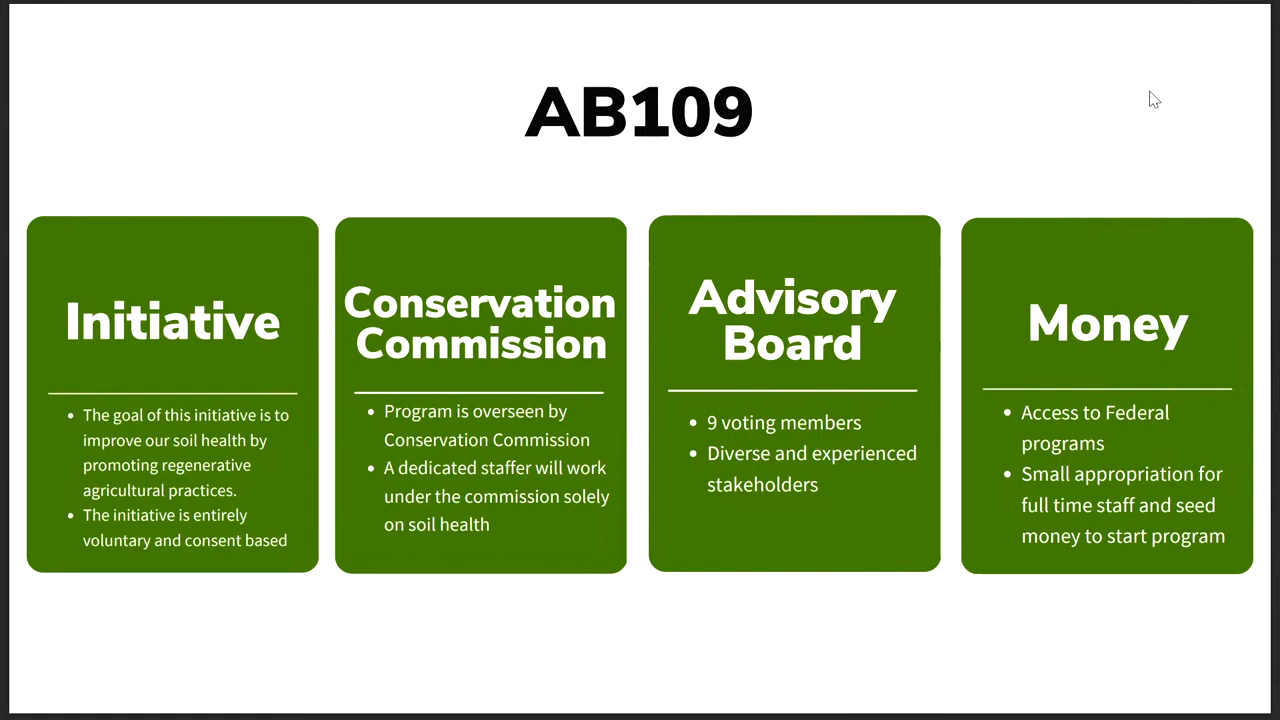 AB109
Initiative
The goal of this initiative is to
improve our soil health by
promoting regenerative
agricultural practices.
The initiative is entirely
voluntary and consent based
Conservation
Commission
Program is overseen by
Conservation Commission
A dedicated staffer will work
under the commission solely
on soil health
Advisory
Board
9 voting members
Diverse and experienced
stakeholders
Money
Access to Federal
programs
Small appropriation for
full time staff and seed
money to start program